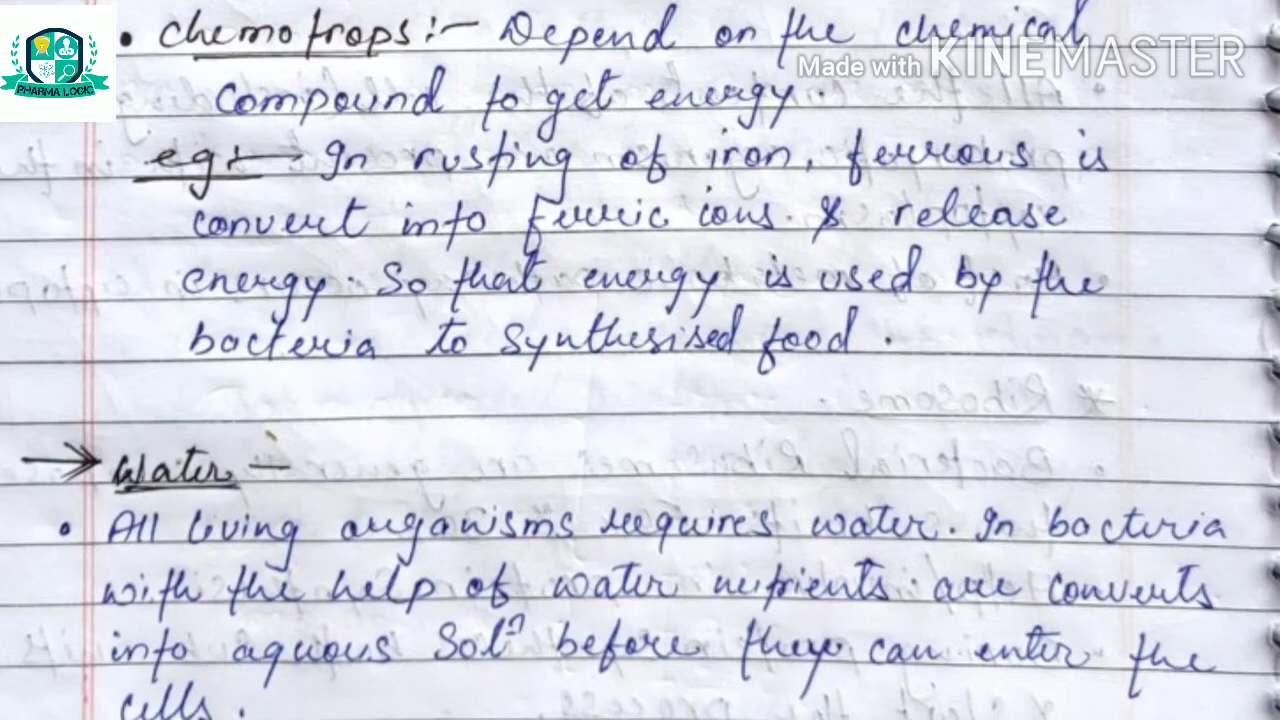 PHARMA LOGIC
Made with KINEMASTER
• chemotrops :- Depend on the chemical
compound to get energy.
eg:- In rusting of iron, ferrous is
convert into ferric ions. & release
energy. So that energy is used by the
bacteria to synthesised food.
→ Water -
• All living organisms requires water. In bacteria
with the help of water nutrients are converts
into aquous Solⁿ before they can enter the
cells.